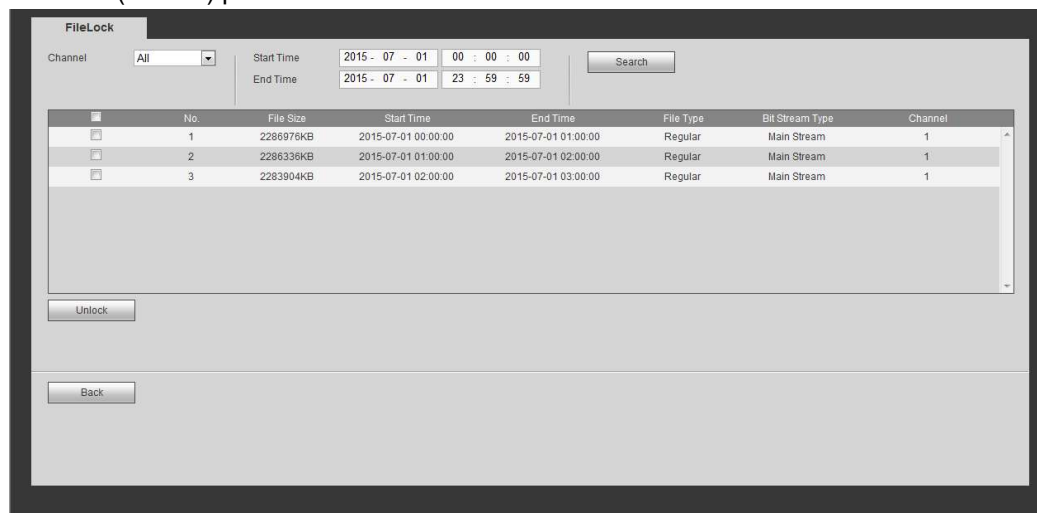 FileLock
Channel All Start Time 2015 - 07 - 01 00 : 00 : 00 Search
End Time 2015 - 07 - 01 23 : 59 : 59
No. File Size Start Time End Time File Type Bit Stream Type Channel
1 2286976KB 2015-07-01 00:00:00 2015-07-01 01:00:00 Regular Main Stream 1
2 2286336KB 2015-07-01 01:00:00 2015-07-01 02:00:00 Regular Main Stream 1
3 2283904KB 2015-07-01 02:00:00 2015-07-01 03:00:00 Regular Main Stream 1
Unlock
Back